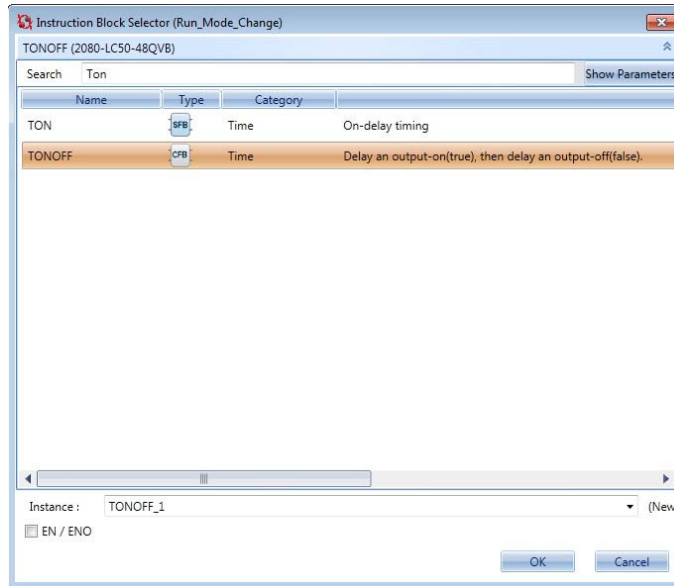 Instruction Block Selector (Run_Mode_Change)
TONOFF (2080-LC50-48QVB)
Search Ton Show Parameters
Name Type Category
TON SFB Time On-delay timing
TONOFF CFB Time Delay an output-on(true), then delay an output-off(false).
Instance : TONOFF_1 (New
EN / ENO
OK Cancel